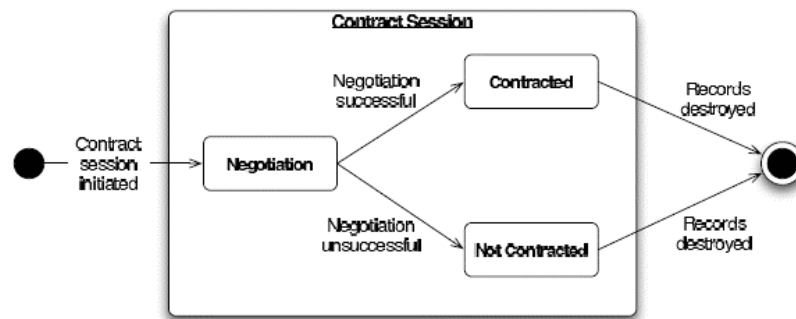 Contract Session
Negotiation
successful
Contracted
Records
destroyed
Contract
session
initiated
Negotiation
Negotiation
unsuccessful
Not Contracted
Records
destroyed